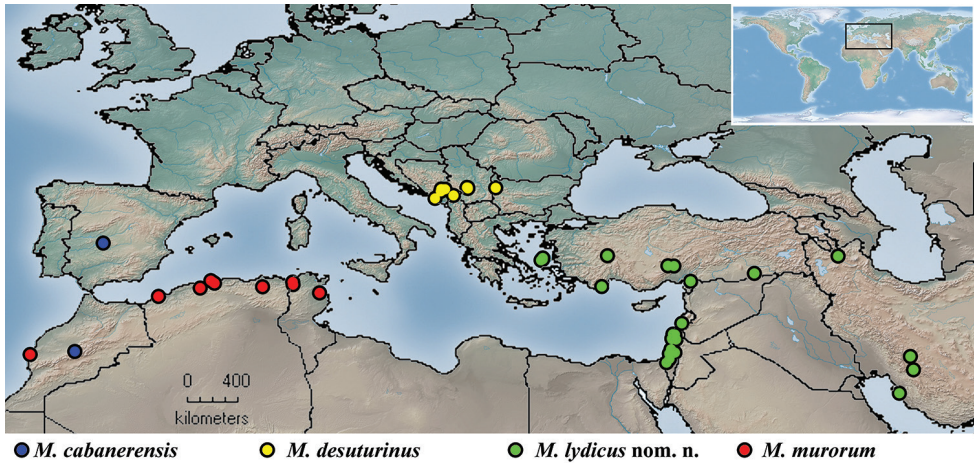 0 400
kilometers
M. cabanerensis M. desuturinus M. lydicus nom. n. M. murorum